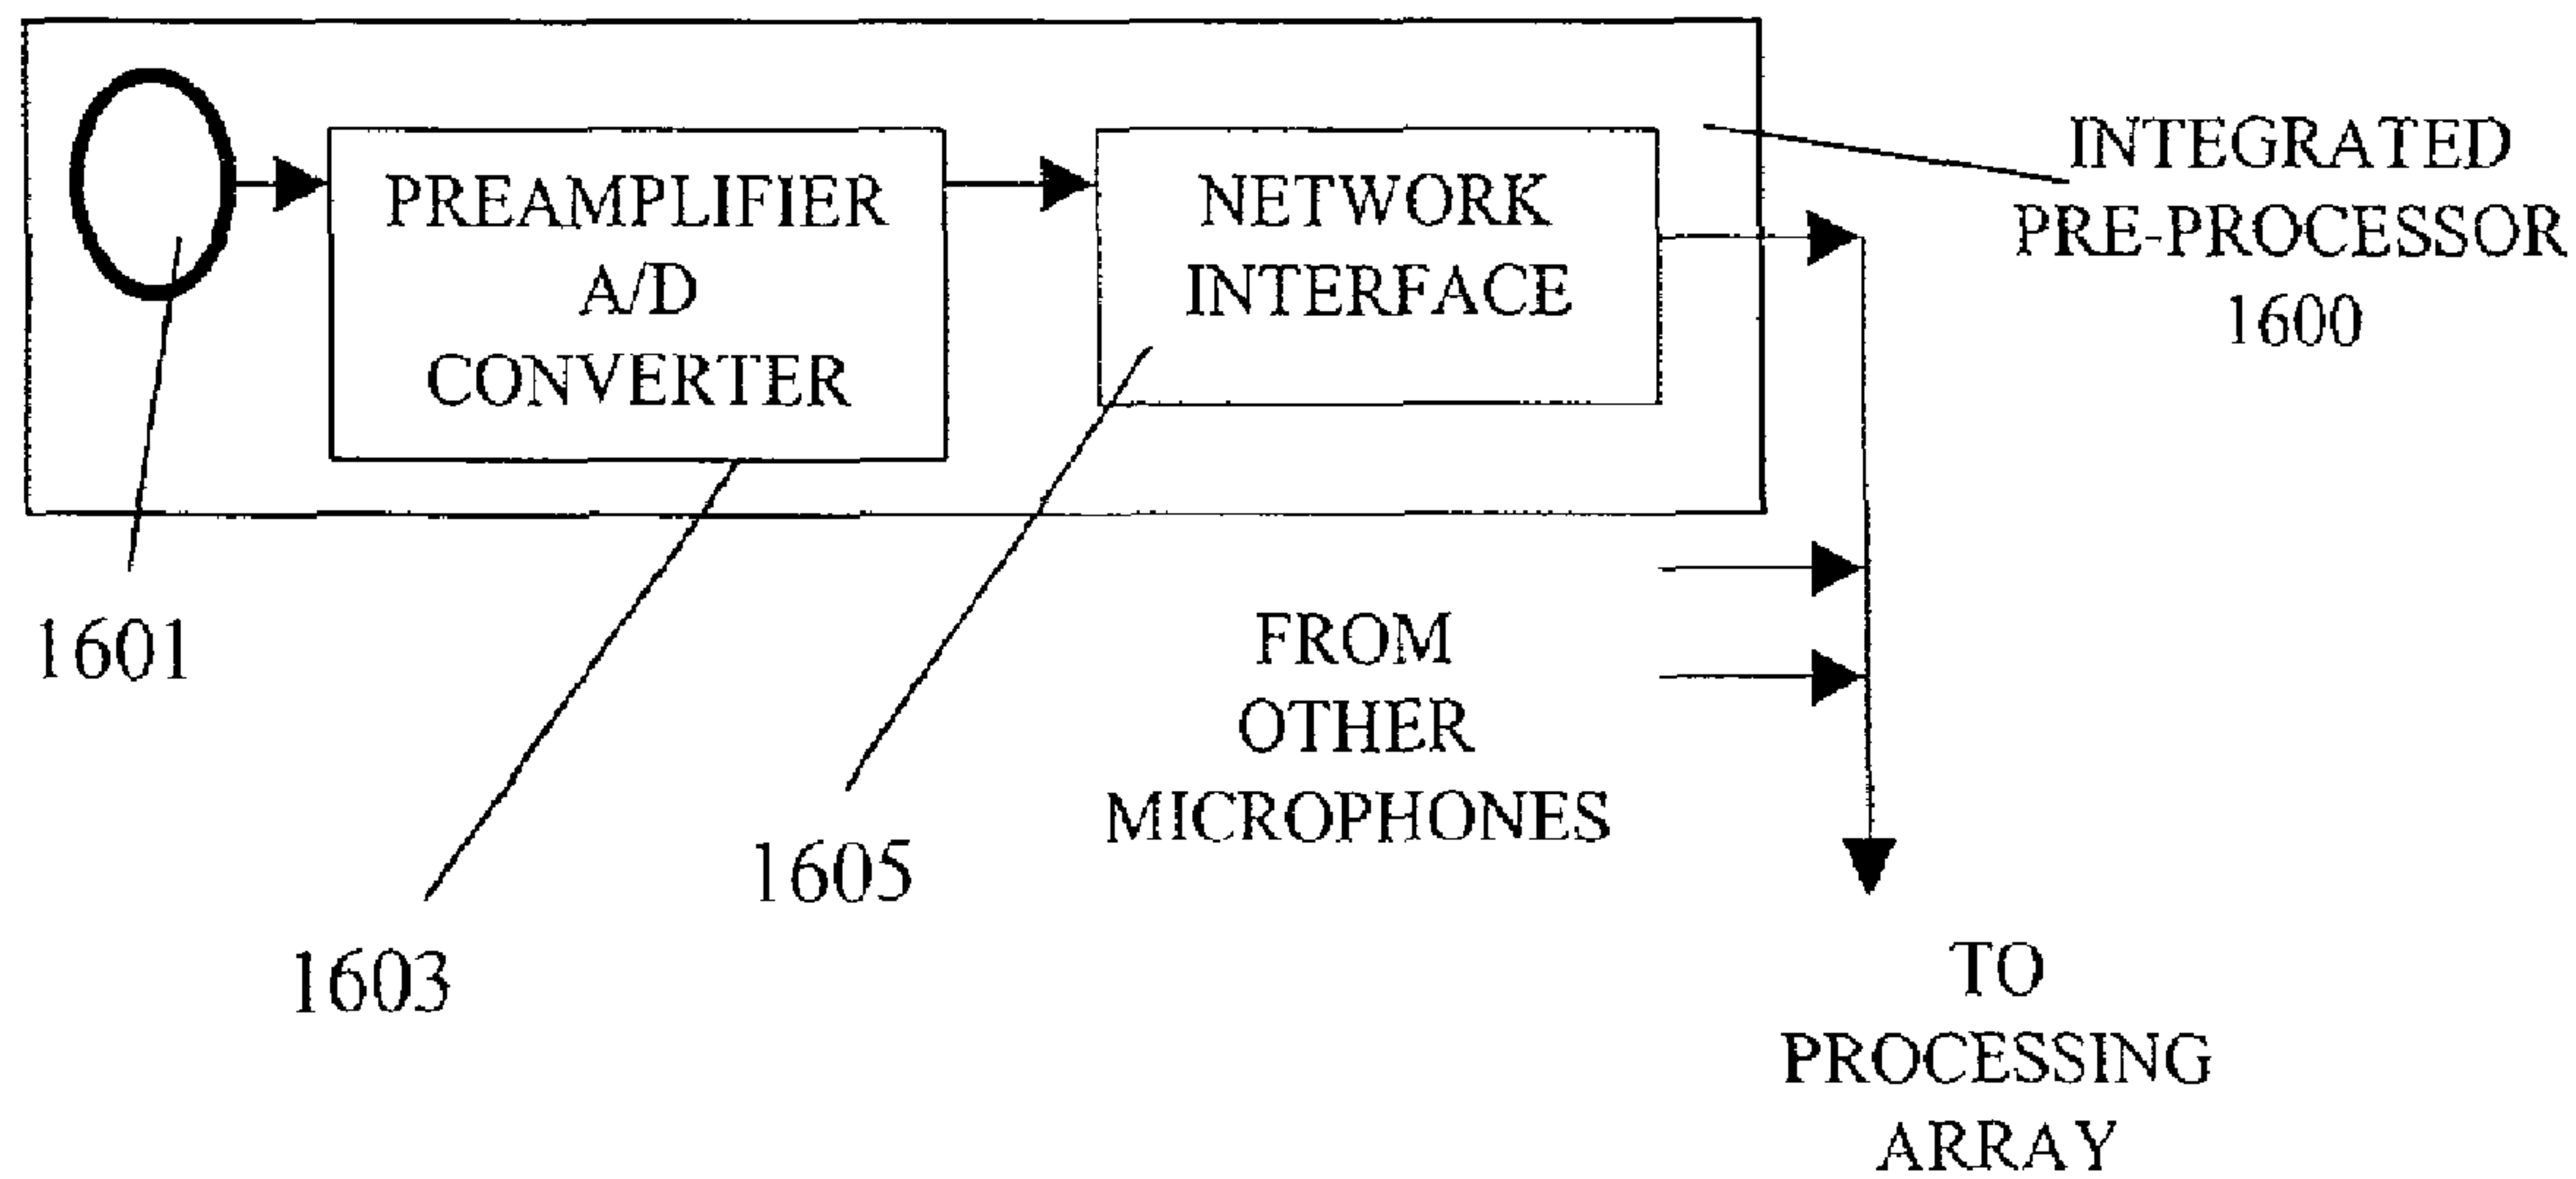 PREAMPLIFIER
A/D
CONVERTER
NETWORK
INTERFACE
INTEGRATED
PRE-PROCESSOR
1600
1601
1603
1605
FROM
OTHER
MICROPHONES
TO
PROCESSING
ARRAY